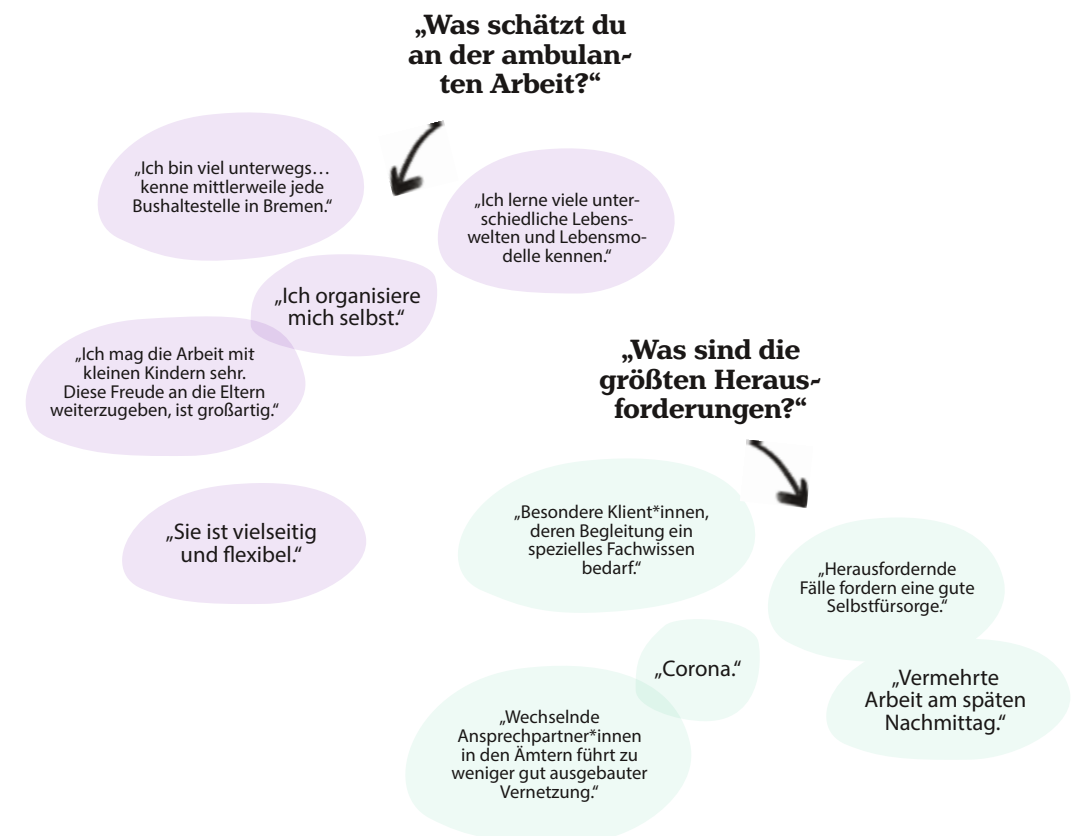 „Was schätzt du
an der ambulan-
ten Arbeit?“
„Ich bin viel unterwegs…
kenne mittlerweile jede
Bushaltestelle in Bremen.“
„Ich lerne viele unter-
schiedliche Lebens-
welten und Lebensmo-
delle kennen.“
„Ich organisiere
mich selbst.“
„Ich mag die Arbeit mit
kleinen Kindern sehr.
Diese Freude an die Eltern
weiterzugeben, ist großartig.“
„Sie ist vielseitig
und flexibel.“
„Was sind die
größten Heraus-
forderungen?“
„Besondere Klient*innen,
deren Begleitung ein
spezielles Fachwissen
bedarf.“
„Herausfordernde
Fälle fordern eine gute
Selbstfürsorge.“
„Corona.“
„Vermehrte
Arbeit am späten
Nachmittag.“
„Wechselnde
Ansprechpartner*innen
in den Ämtern führt zu
weniger gut ausgebauter
Vernetzung.“